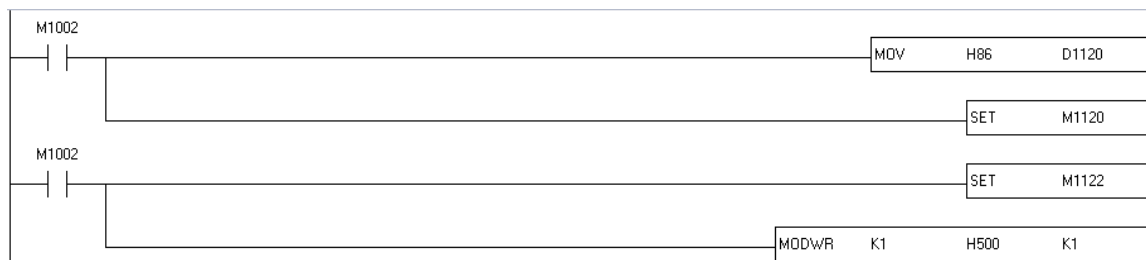 M1002
MOV H86 D1120
SET M1120
M1002
SET M1122
MODWR K1 H500 K1